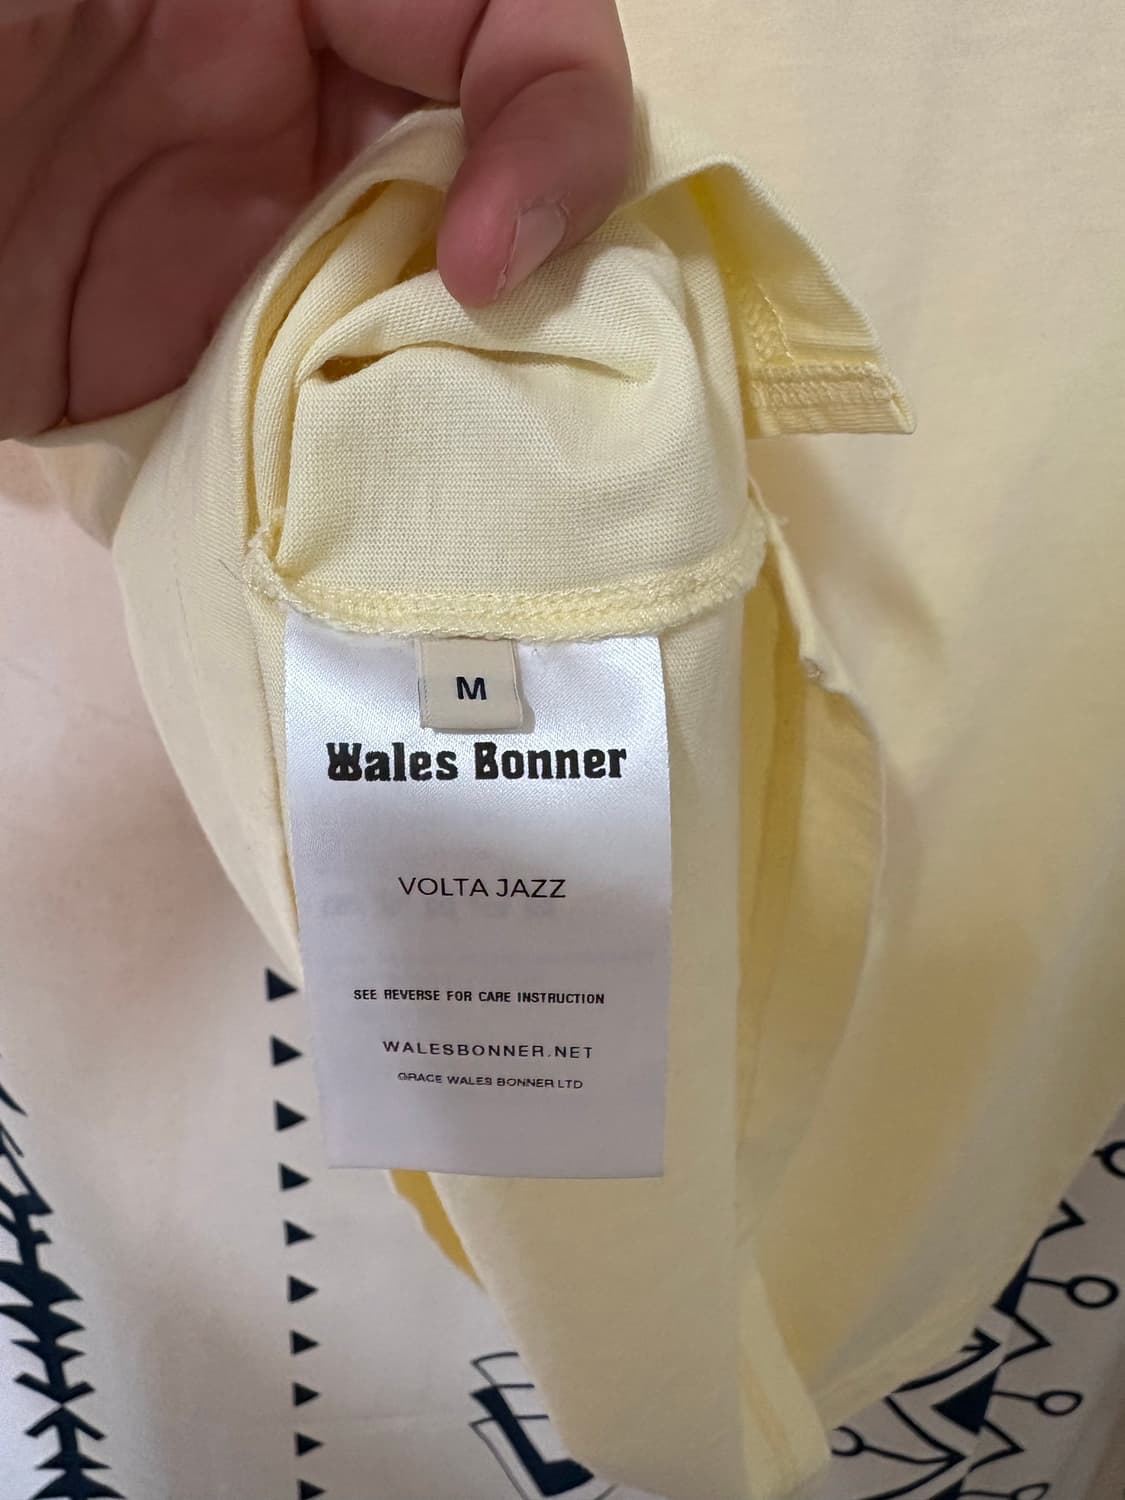 M
Wales Bonner
VOLTA JAZZ
SEE REVERSE FOR CARE INSTRUCTION
WALESBONNER.NET
GRACE WALES BONNER LTD